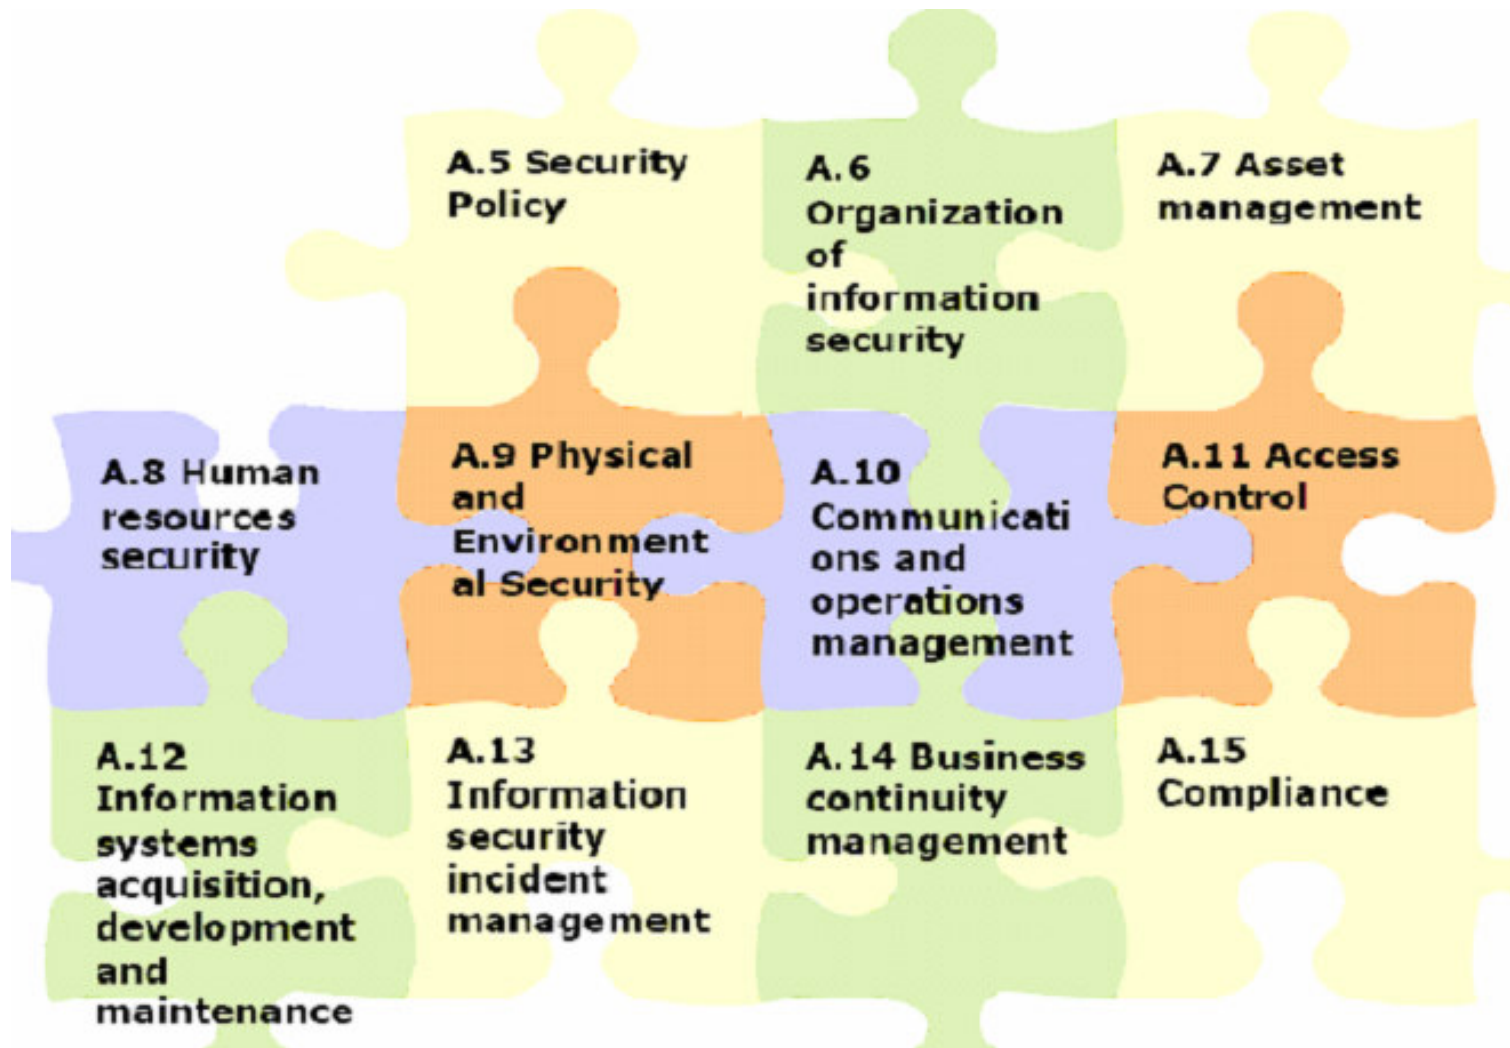 A.5 Security
Policy
A.6
Organization
of
information
security
A.7 Asset
management
A.8 Human
resources
security
A.9 Physical
and
Environment
al Security
A.10
Communicati
ons and
operations
management
A.11 Access
Control
A.12
Information
systems
acquisition,
development
and
maintenance
A.13
Information
security
incident
management
A.14 Business
continuity
management
A.15
Compliance